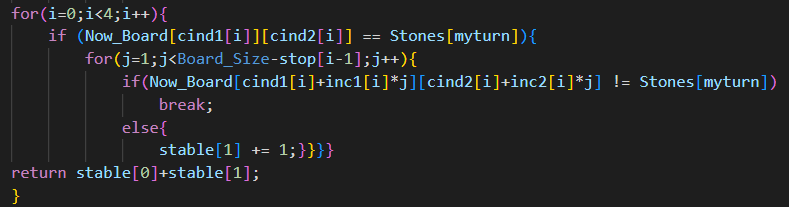 for(i=0;i<4;i++){
    if (Now_Board[cind1[i]][cind2[i]] == Stones[myturn]){
        for(j=1;j<Board_Size-stop[i-1];j++){
            if(Now_Board[cind1[i]+inc1[i]*j][cind2[i]+inc2[i]*j] != Stones[myturn])
                break;
            else{
                stable[1] += 1;}}}}
return stable[0]+stable[1];
}